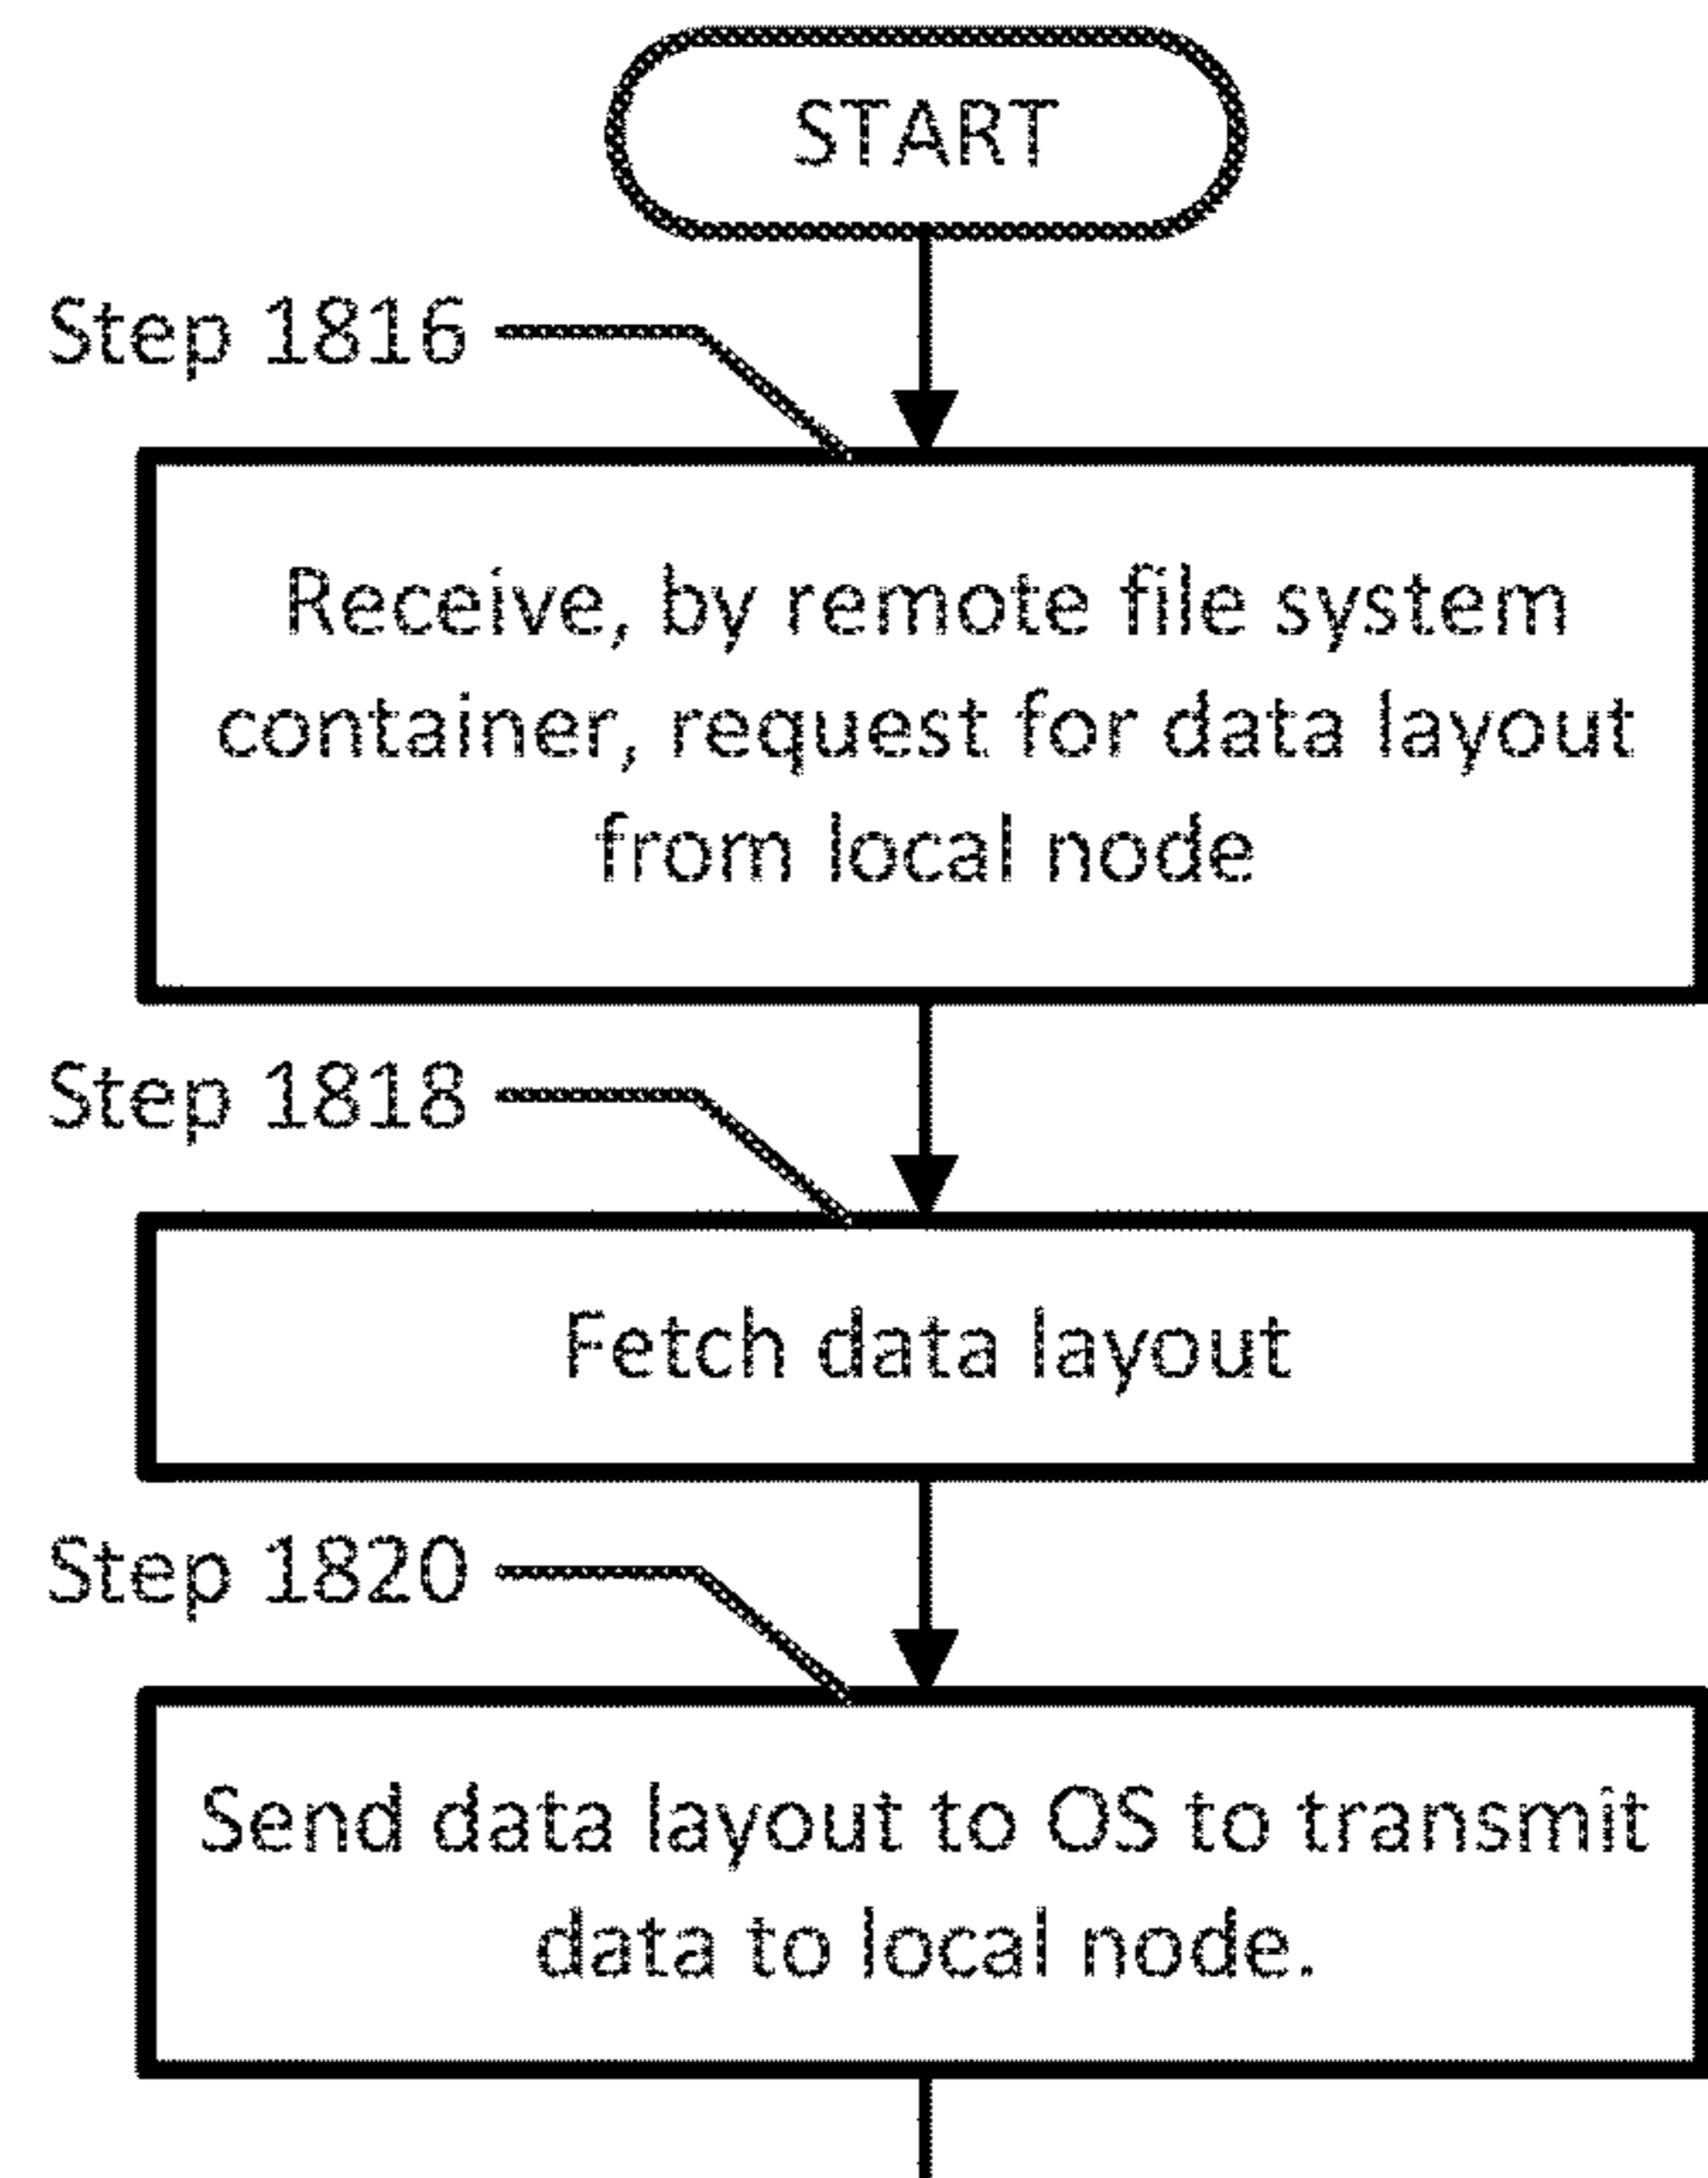 START
Step 1816
Receive, by remote file system
container, request for data layout
from local node
Step 1818
Fetch data layout
Step 1820
Send data layout to OS to transmit
data to local node.